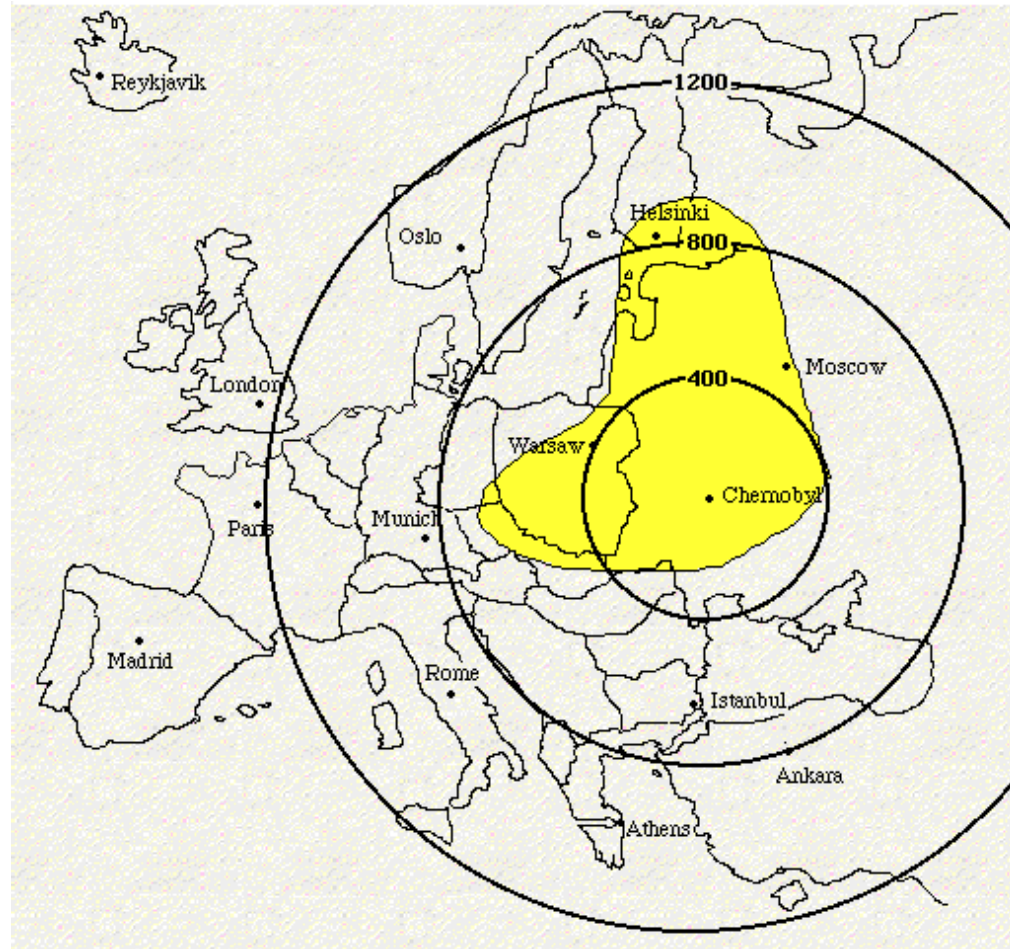 1200
Reykjavik
Helsinki
Oslo
800
Moscow
400
London
Warsaw
Chernobyl
Munich
Paris
Madrid
Rome
Istanbul
Ankara
Athens